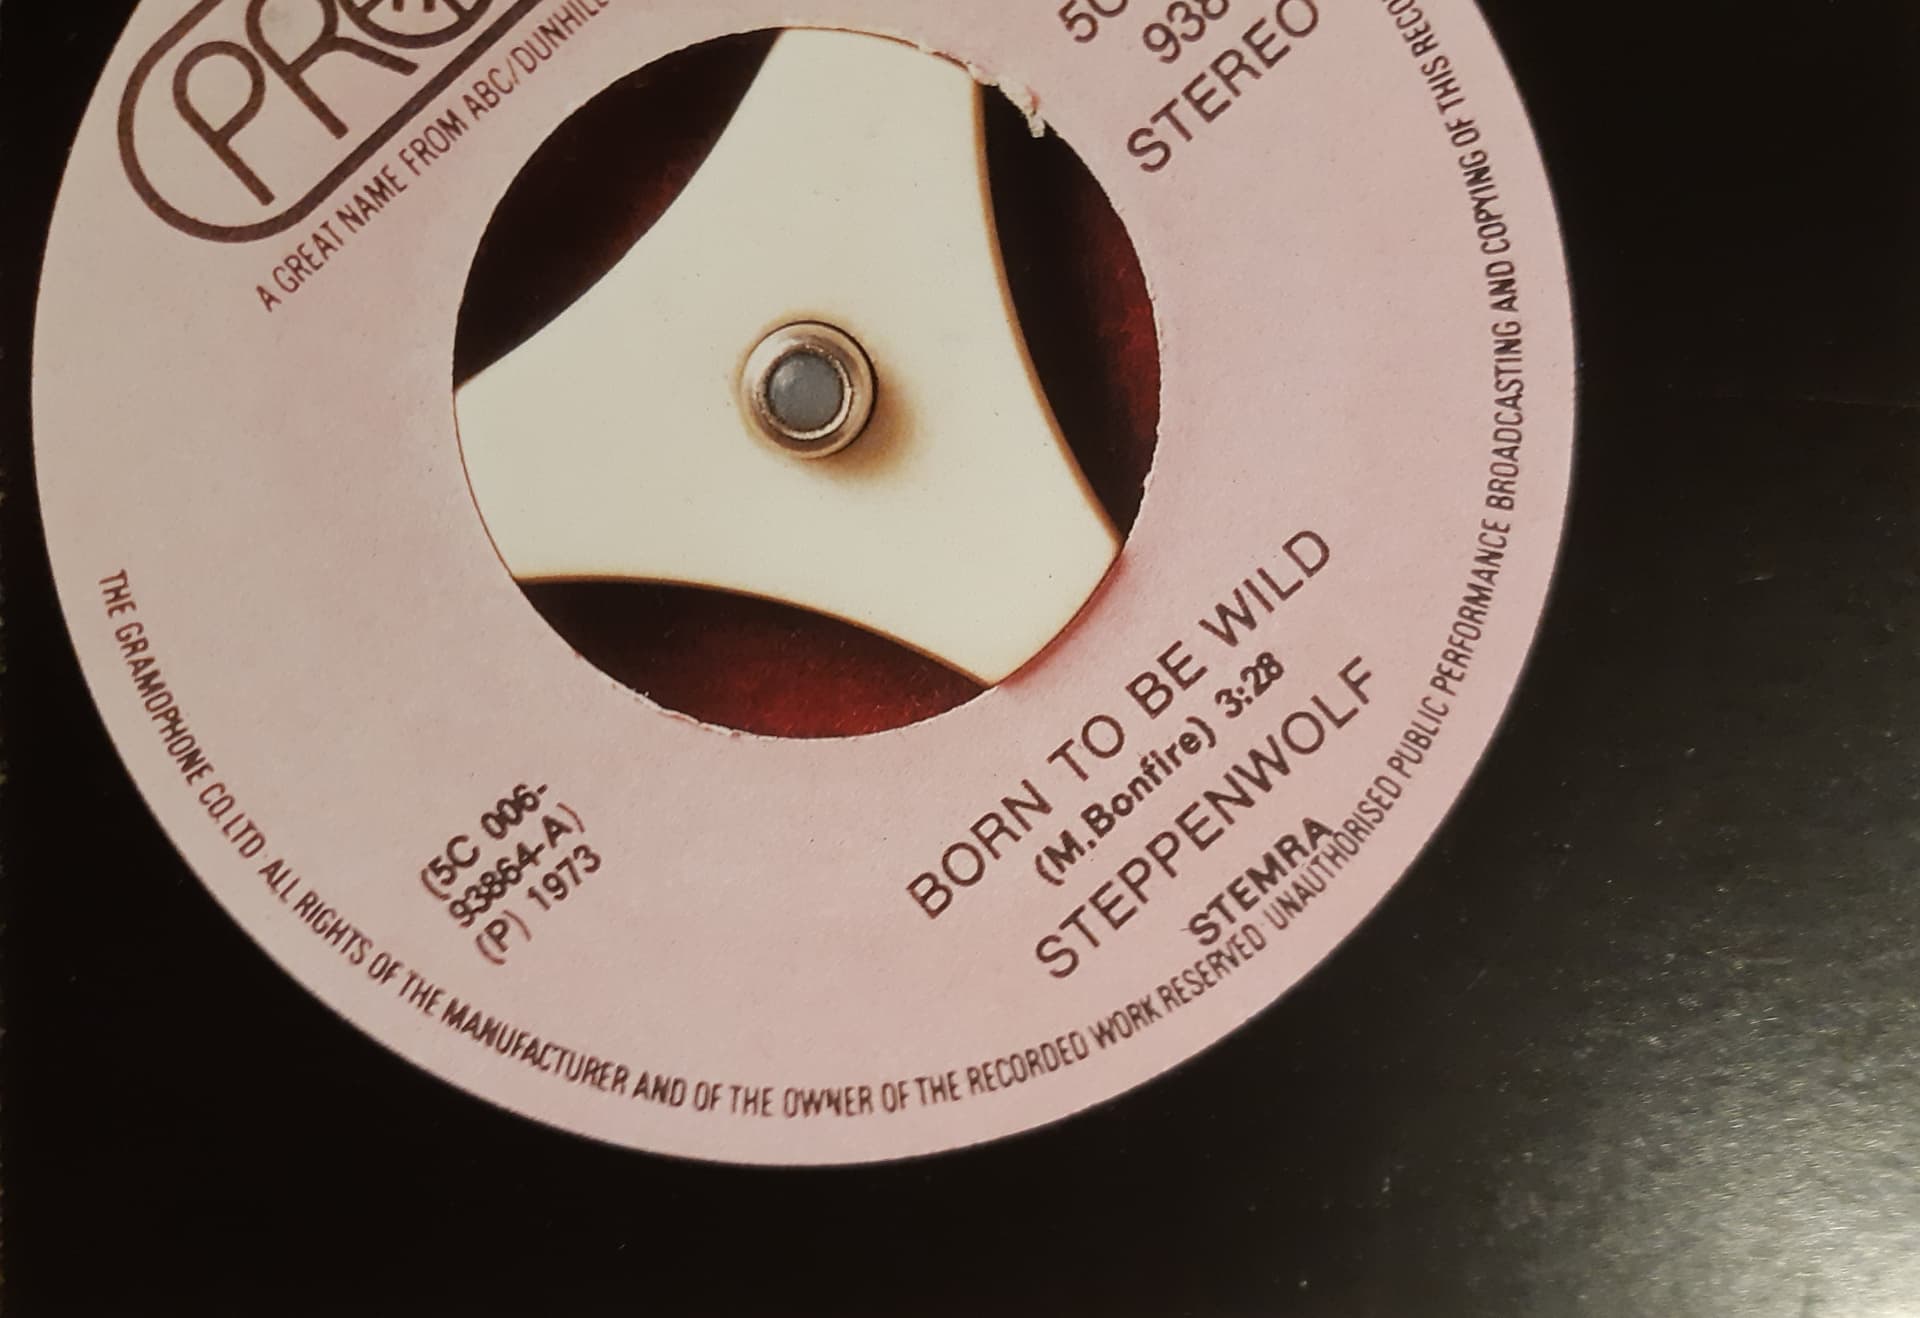 A GREAT NAME FROM ABC/DUNHILL
STEREO
BORN TO BE WILD
(M.Bonfire) 3:28
STEPPENWOLF
STEMRA
(5C 006-
93864-A)
(P) 1973
THE GRAMOPHONE CO. LTD · ALL RIGHTS OF THE MANUFACTURER AND OF THE OWNER OF THE RECORDED WORK RESERVED · UNAUTHORISED PUBLIC PERFORMANCE BROADCASTING AND COPYING OF THIS